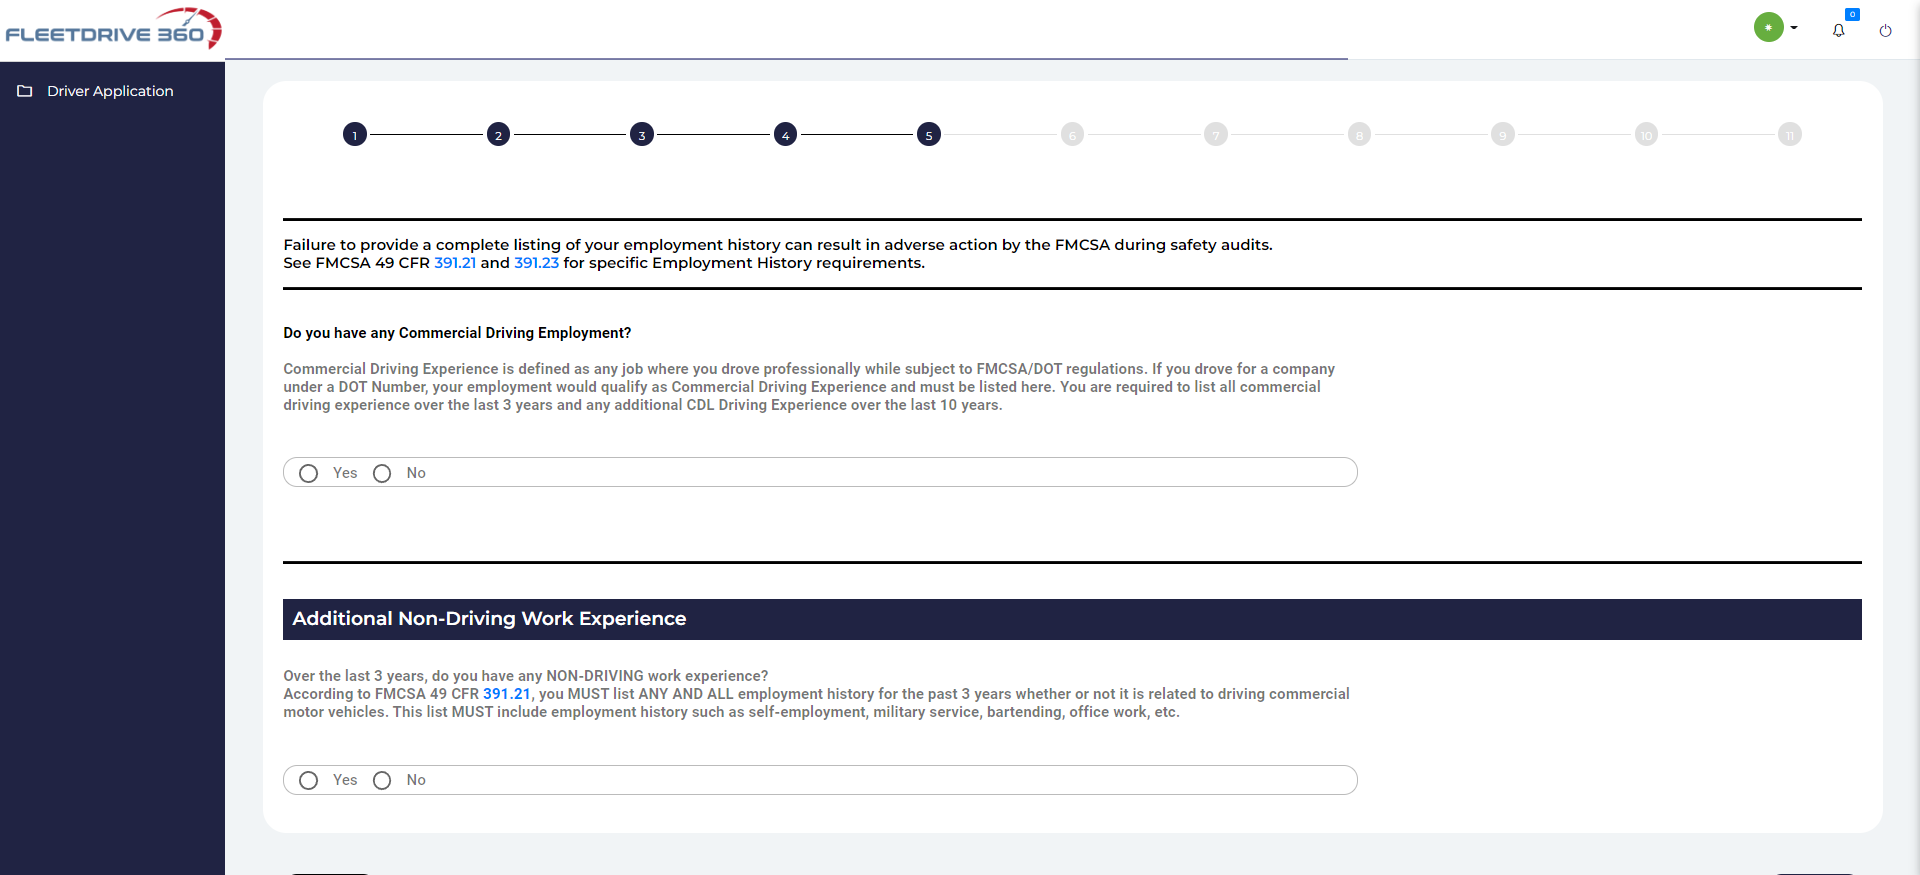 FLEETDRIVE 360
0
Driver Application
1 2 3 4 5 6 7 8 9 10 11
Failure to provide a complete listing of your employment history can result in adverse action by the FMCSA during safety audits.
See FMCSA 49 CFR 391.21 and 391.23 for specific Employment History requirements.
Do you have any Commercial Driving Employment?
Commercial Driving Experience is defined as any job where you drove professionally while subject to FMCSA/DOT regulations. If you drove for a company
under a DOT Number, your employment would qualify as Commercial Driving Experience and must be listed here. You are required to list all commercial
driving experience over the last 3 years and any additional CDL Driving Experience over the last 10 years.
Yes No
Additional Non-Driving Work Experience
Over the last 3 years, do you have any NON-DRIVING work experience?
According to FMCSA 49 CFR 391.21, you MUST list ANY AND ALL employment history for the past 3 years whether or not it is related to driving commercial
motor vehicles. This list MUST include employment history such as self-employment, military service, bartending, office work, etc.
Yes No